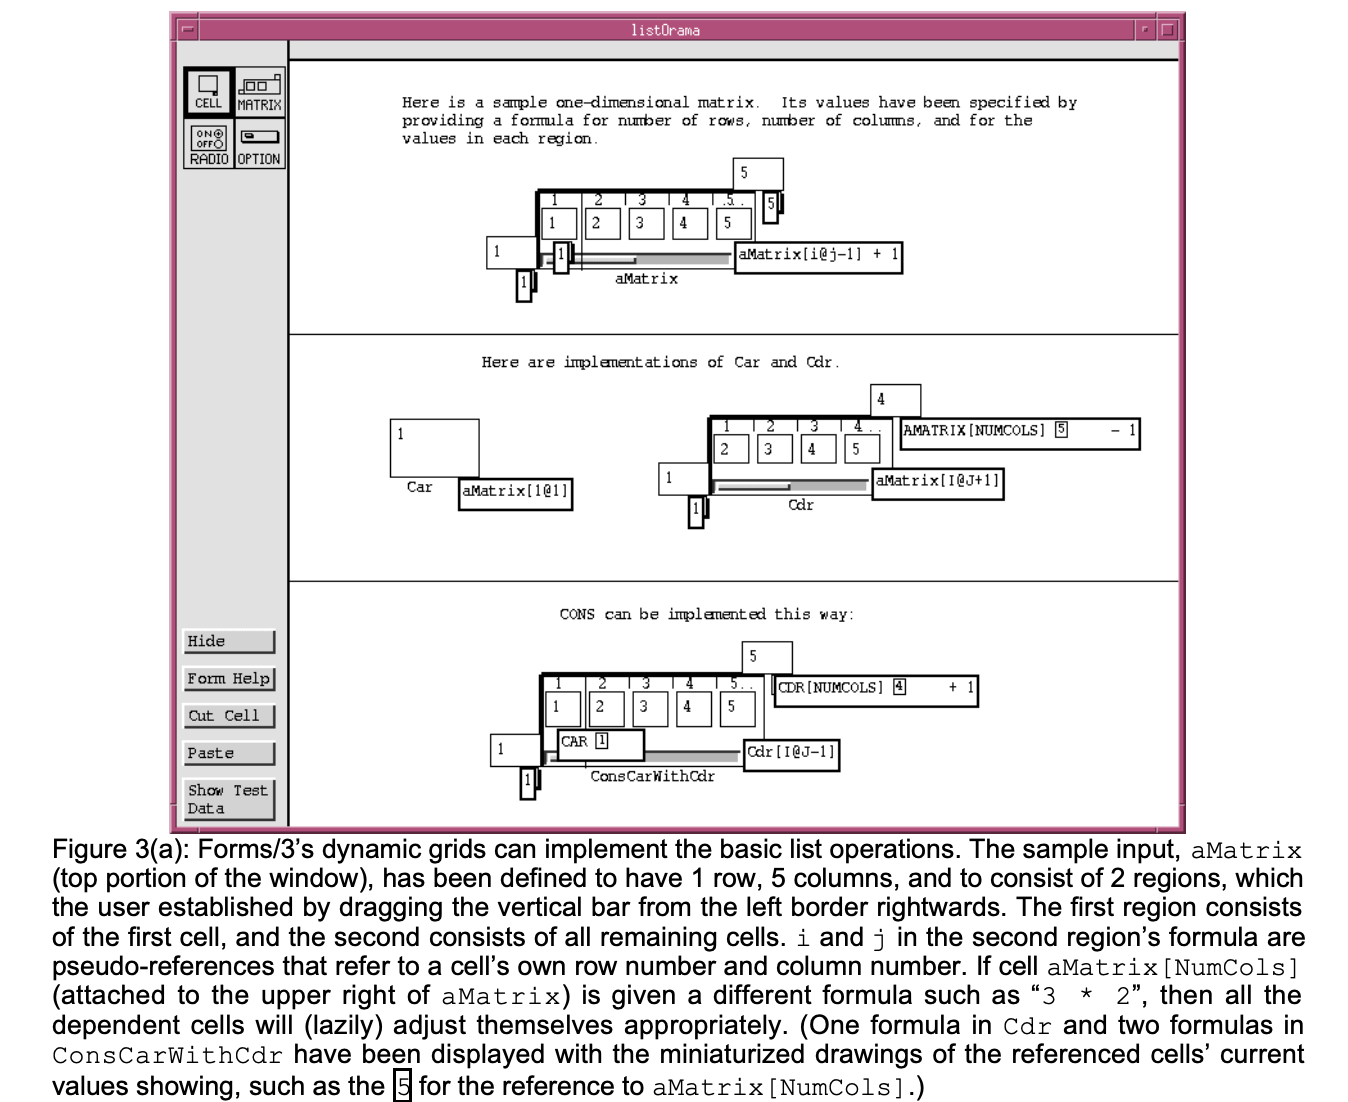 listOrama
CELL
MATRIX
ON
OFF
RADIO
OPTION
Here is a sample one-dimensional matrix.  Its values have been specified by
providing a formula for number of rows, number of columns, and for the
values in each region.
5
1 2 3 4 5..
5
1 2 3 4 5
1
1
aMatrix[i@j-1] + 1
1
aMatrix
Here are implementations of Car and Cdr.
4
1
Car
aMatrix[1@1]
1 2 3 4..
AMATRIX[NUMCOLS] 5 - 1
2 3 4 5
1
aMatrix[I@J+1]
1
Cdr
CONS can be implemented this way:
5
1 2 3 4 5..
CDR[NUMCOLS] 4 + 1
1 2 3 4 5
1
CAR 1
Cdr[I@J-1]
1
ConsCarWithCdr
Hide
Form Help
Cut Cell
Paste
Show Test
Data
Figure 3(a): Forms/3's dynamic grids can implement the basic list operations. The sample input, aMatrix
(top portion of the window), has been defined to have 1 row, 5 columns, and to consist of 2 regions, which
the user established by dragging the vertical bar from the left border rightwards. The first region consists
of the first cell, and the second consists of all remaining cells. i and j in the second region's formula are
pseudo-references that refer to a cell's own row number and column number. If cell aMatrix[NumCols]
(attached to the upper right of aMatrix) is given a different formula such as “3 * 2”, then all the
dependent cells will (lazily) adjust themselves appropriately. (One formula in Cdr and two formulas in
ConsCarWithCdr have been displayed with the miniaturized drawings of the referenced cells' current
values showing, such as the 5 for the reference to aMatrix[NumCols].)